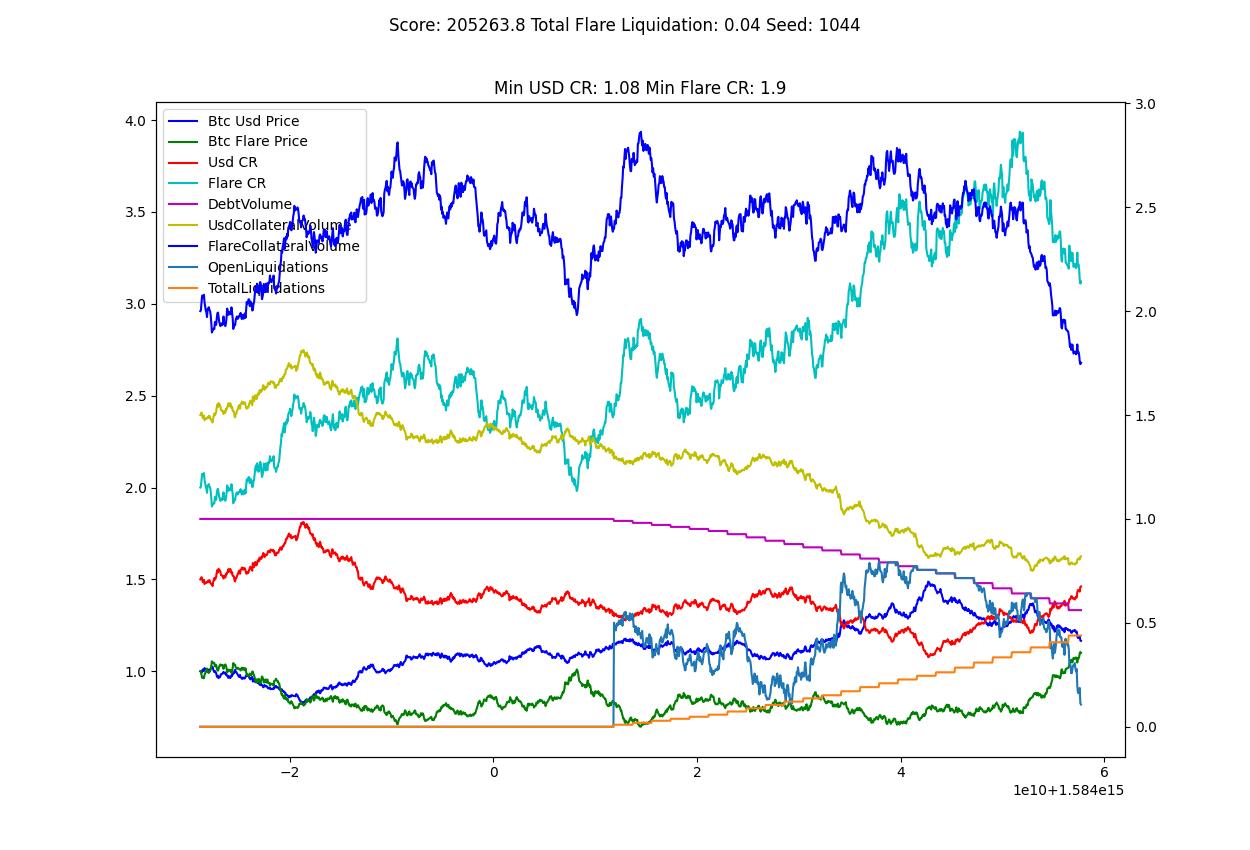 Score: 205263.8 Total Flare Liquidation: 0.04 Seed: 1044
Min USD CR: 1.08 Min Flare CR: 1.9
Btc Usd Price
Btc Flare Price
Usd CR
Flare CR
DebtVolume
UsdCollateralVolume
FlareCollateralVolume
OpenLiquidations
TotalLiquidations
4.0
3.5
3.0
2.5
2.0
1.5
1.0
3.0
2.5
2.0
1.5
1.0
0.5
0.0
−2
0
2
4
6
1e10+1.584e15